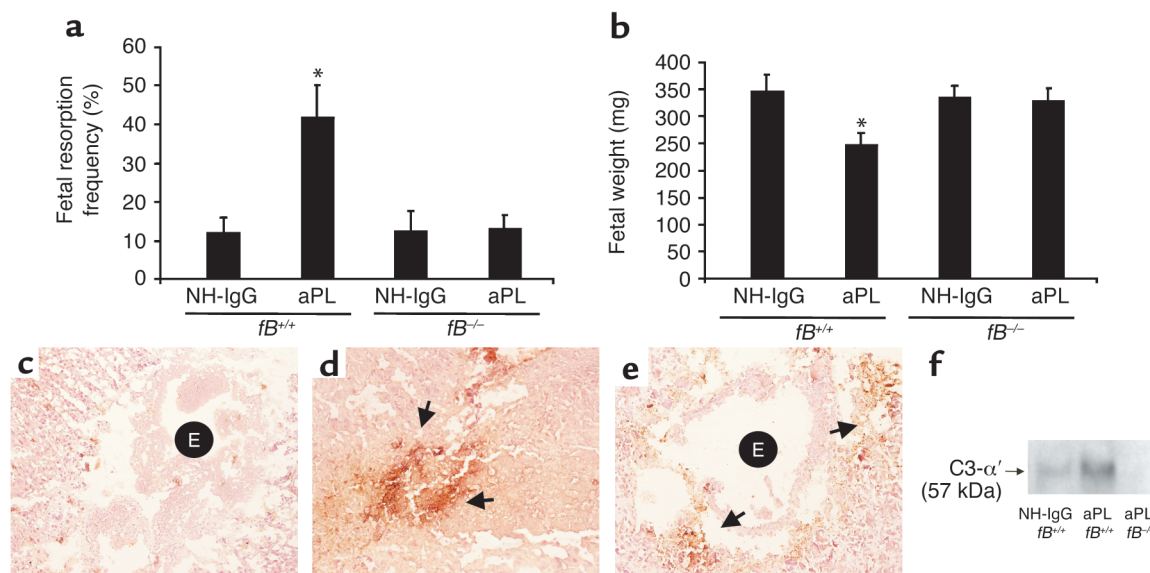 a
Fetal resorption
frequency (%)
60
50
40
30
20
10
0
*
NH-IgG aPL NH-IgG aPL
fB+/+ fB–/–
b
Fetal weight (mg)
400
350
300
250
200
150
100
50
0
*
NH-IgG aPL NH-IgG aPL
fB+/+ fB–/–
c
E
d
e
E
f
C3-α′
(57 kDa)
NH-IgG aPL aPL
fB+/+ fB+/+ fB–/–